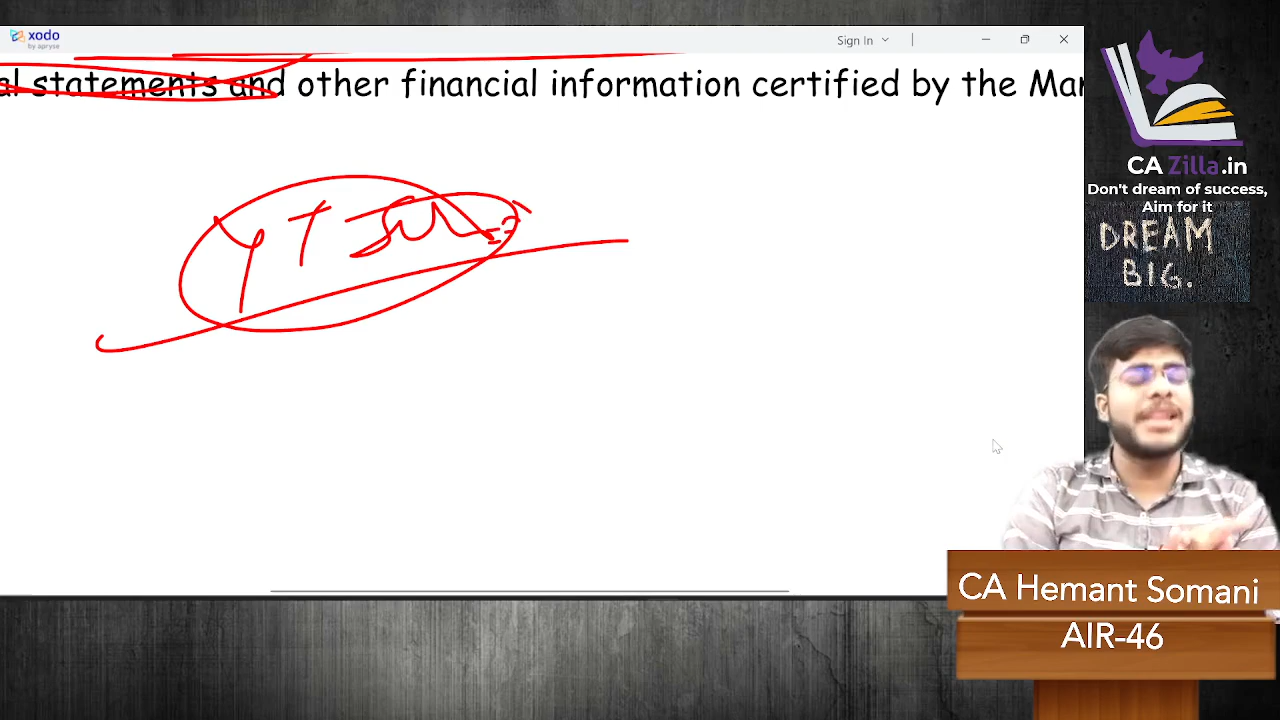 xodo
by apryse
Sign In
al statements and other financial information certified by the Mar
Y T
CA Zilla.in
Don't dream of success,
Aim for it
DREAM
BIG.
CA Hemant Somani
AIR-46